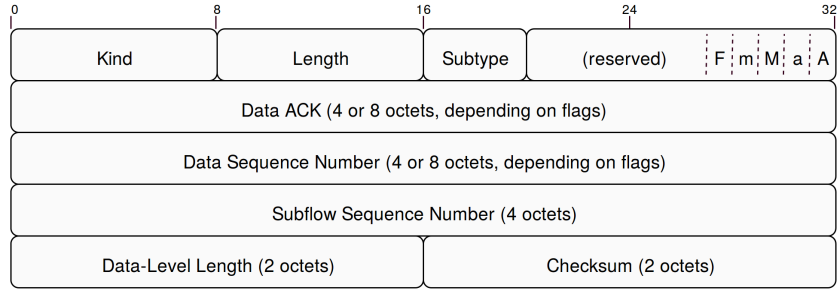 0 8 16 24 32
Kind Length Subtype (reserved) F m M a A
Data ACK (4 or 8 octets, depending on flags)
Data Sequence Number (4 or 8 octets, depending on flags)
Subflow Sequence Number (4 octets)
Data-Level Length (2 octets) Checksum (2 octets)